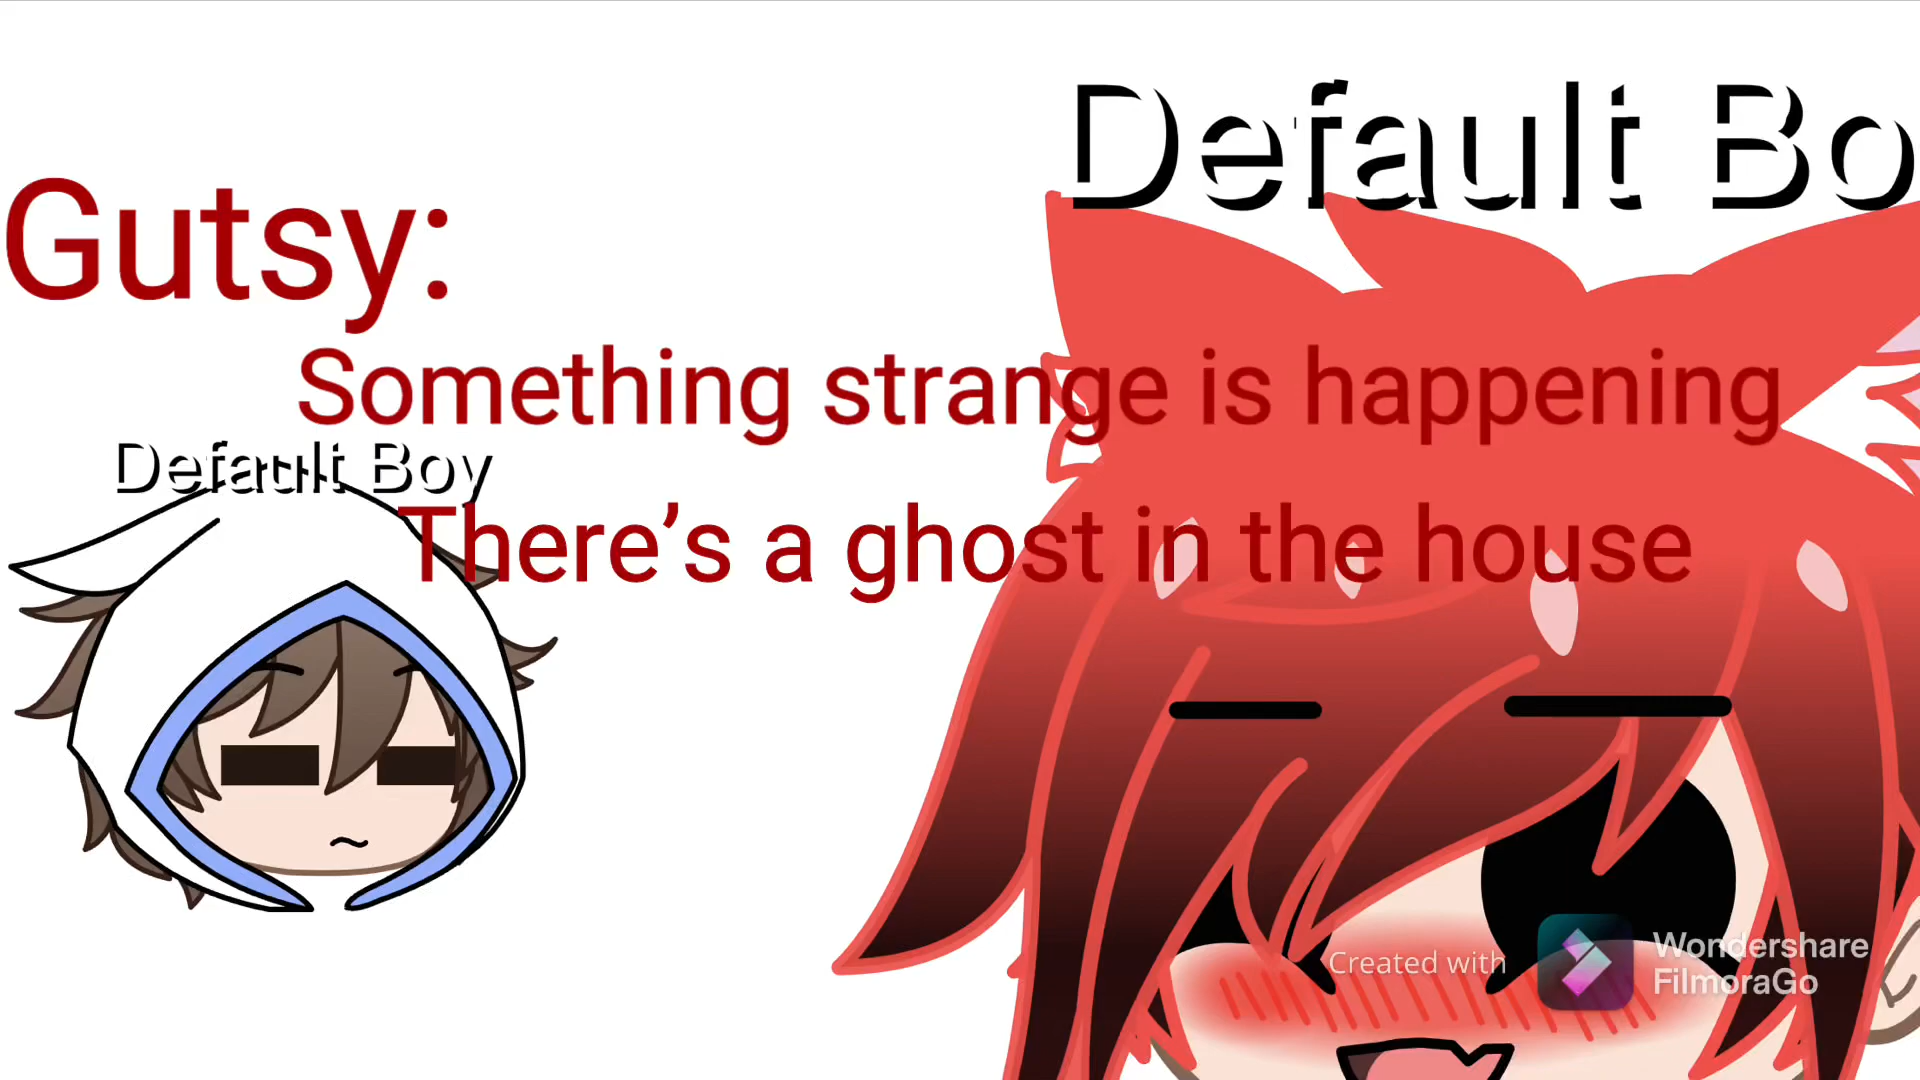 Default Bo
Gutsy:
Something strange is happening
Default Boy
There’s a ghost in the house
Created with
Wondershare
FilmoraGo